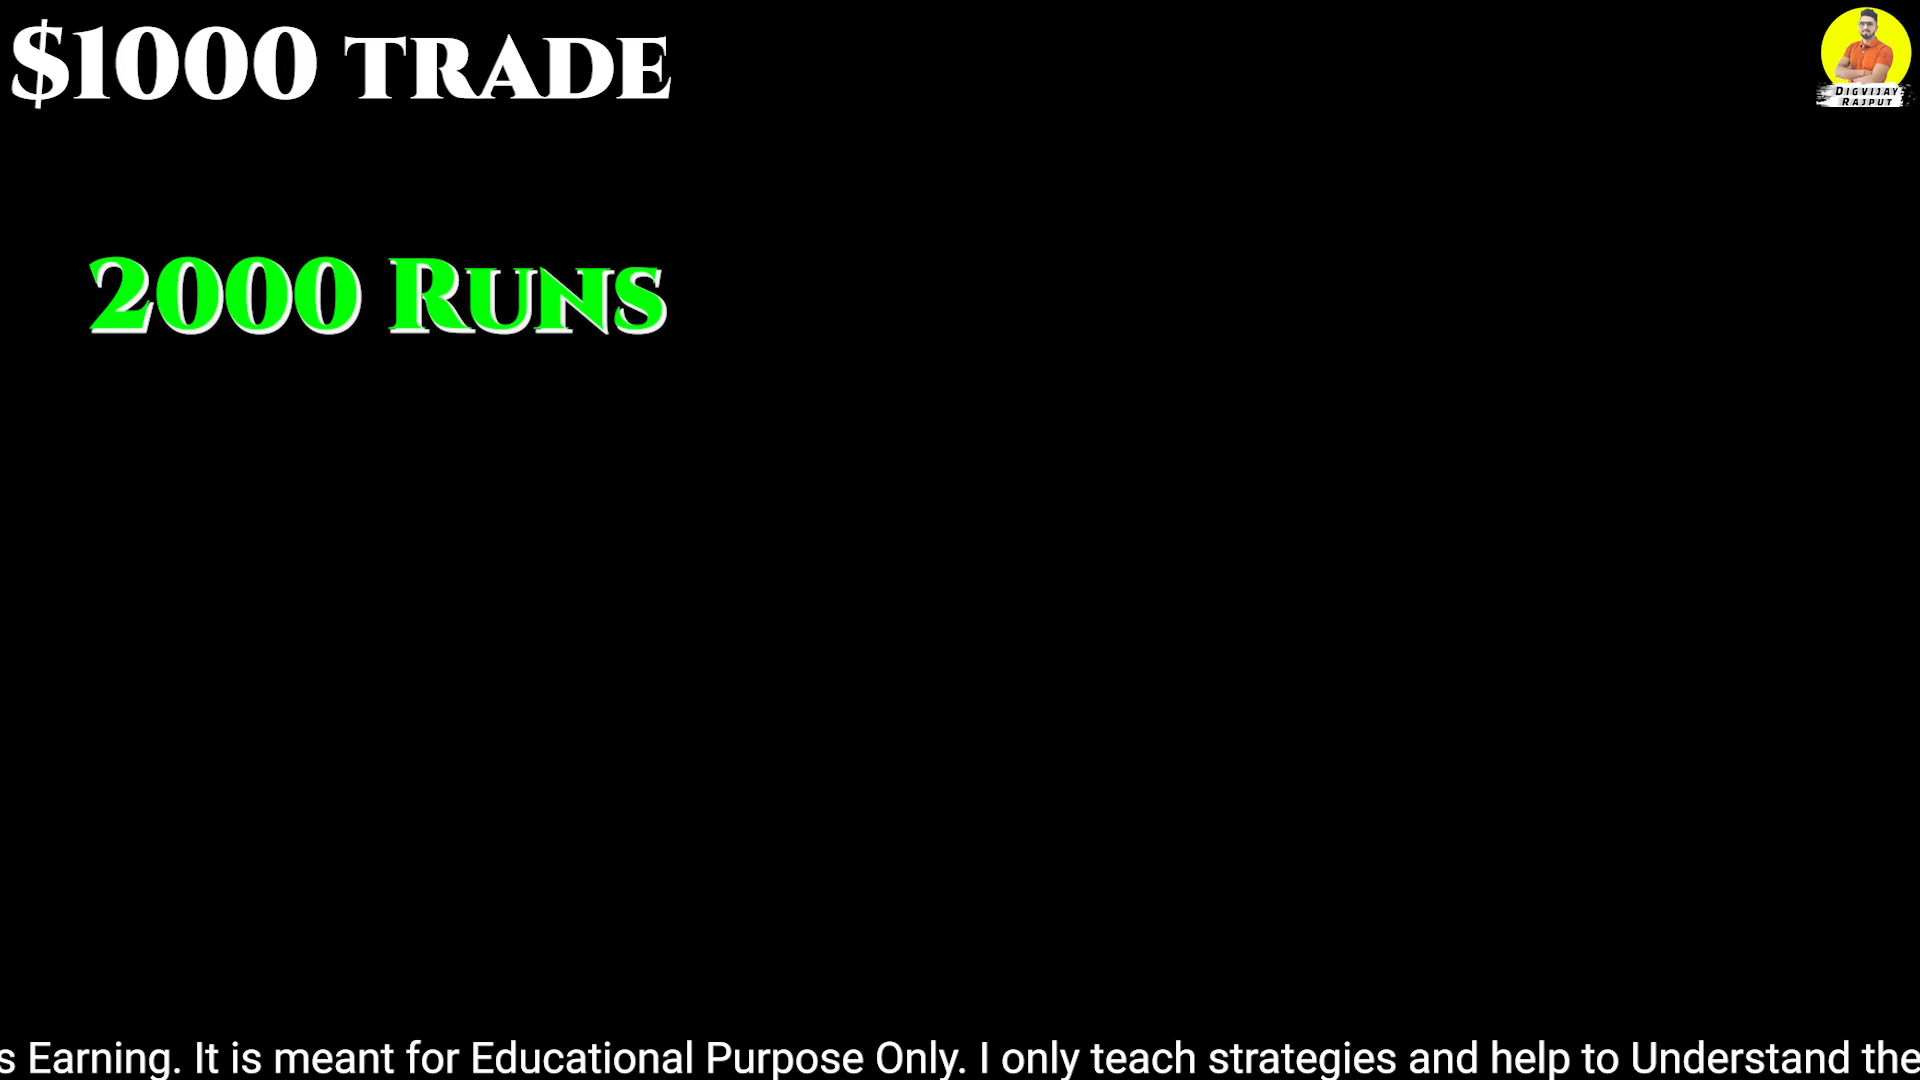 $1000 TRADE
DIGVIJAY
RAJPUT
2000 RUNS
s Earning. It is meant for Educational Purpose Only. I only teach strategies and help to Understand the